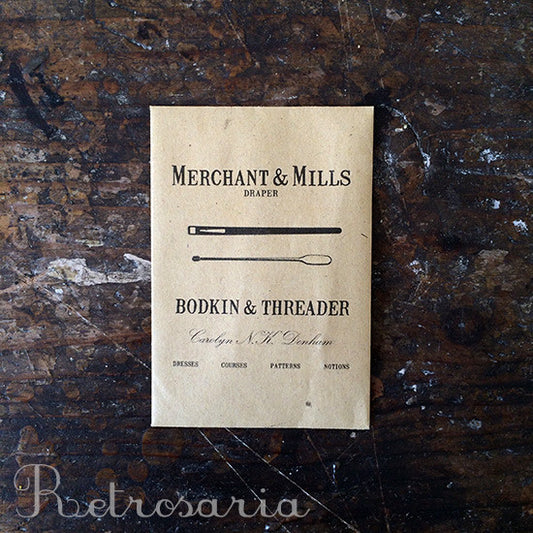 MERCHANT & MILLS
DRAPER
BODKIN & THREADER
Carolyn N.K. Denham
DRESSES COURSES PATTERNS NOTIONS
Retrosaria